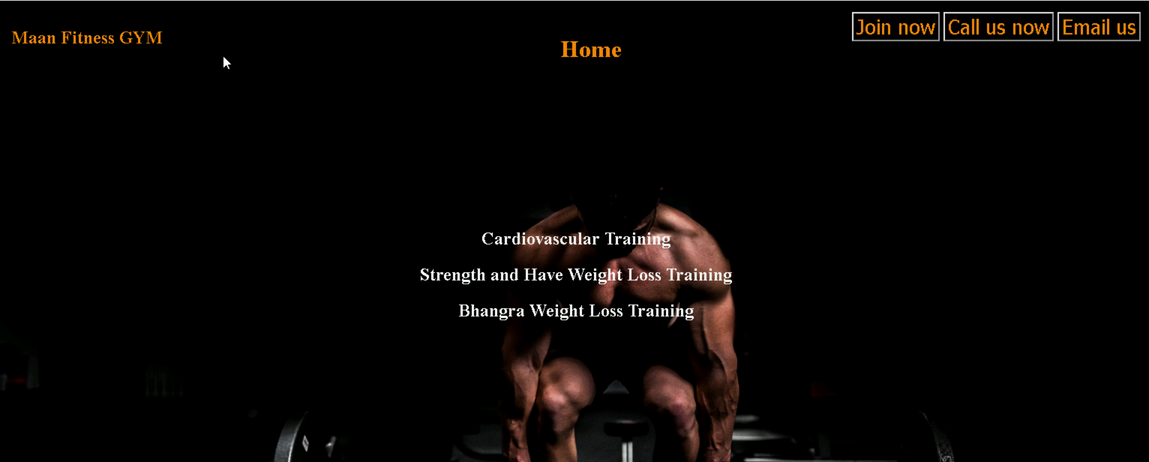 Maan Fitness GYM
Home
Join now
Call us now
Email us
Cardiovascular Training
Strength and Have Weight Loss Training
Bhangra Weight Loss Training